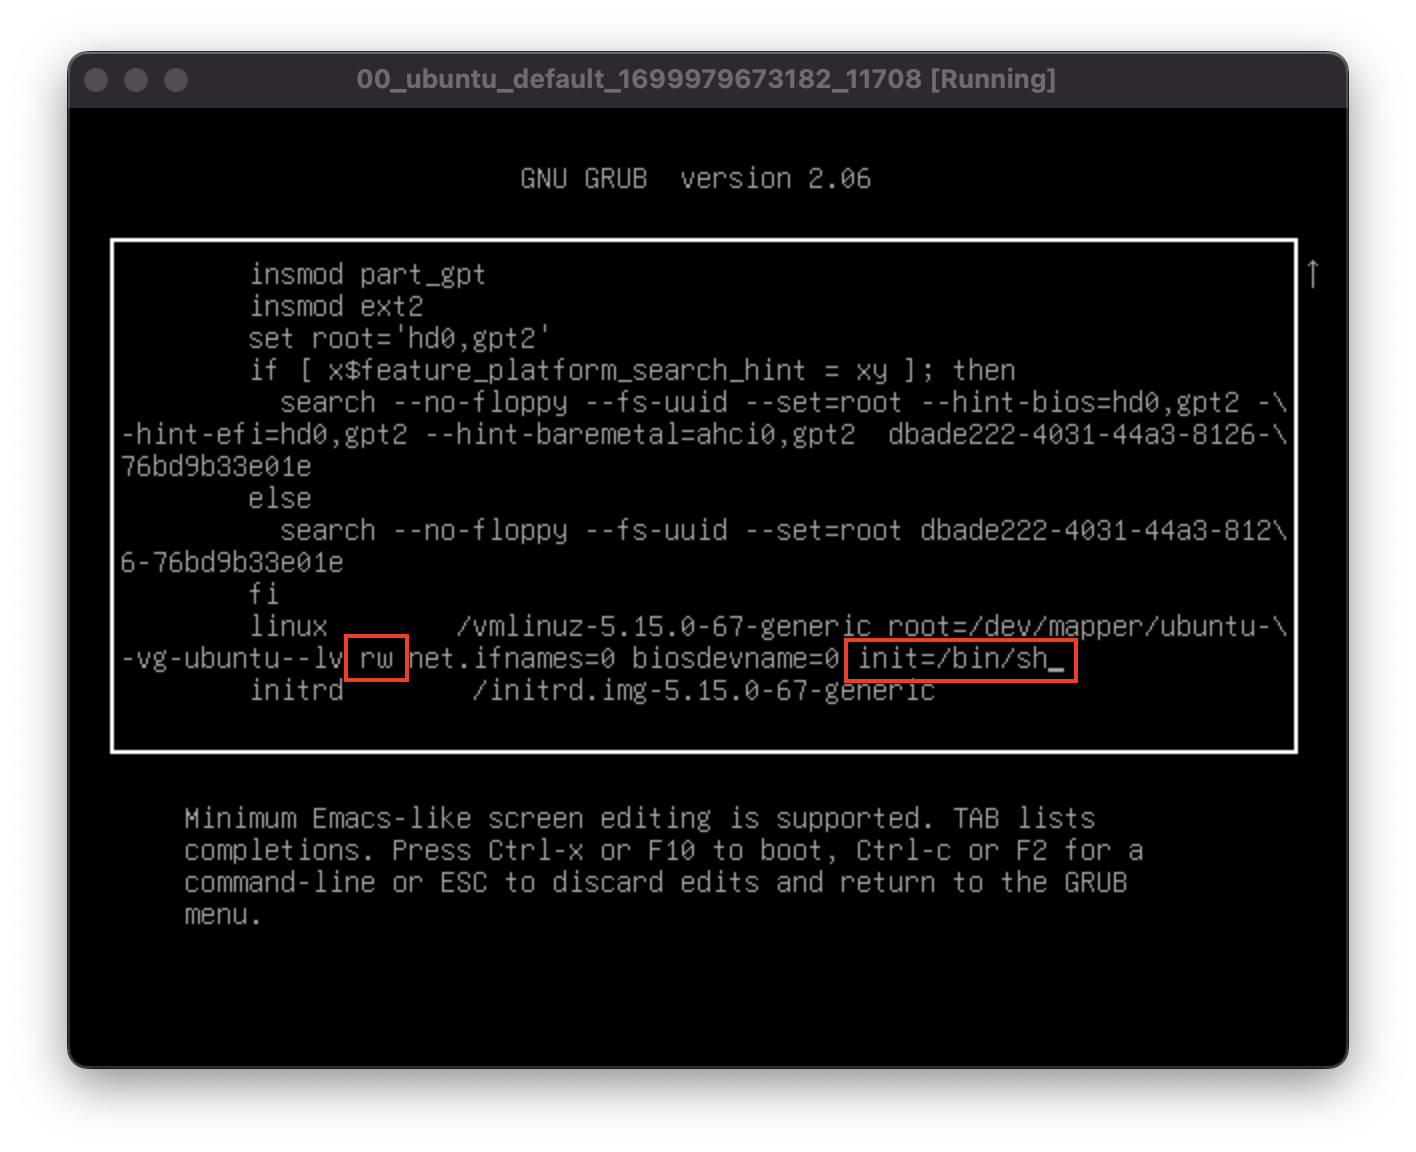 00_ubuntu_default_1699979673182_11708 [Running]
GNU GRUB  version 2.06
insmod part_gpt
insmod ext2
set root='hd0,gpt2'
if [ x$feature_platform_search_hint = xy ]; then
search --no-floppy --fs-uuid --set=root --hint-bios=hd0,gpt2 -\
-hint-efi=hd0,gpt2 --hint-baremetal=ahci0,gpt2  dbade222-4031-44a3-8126-\
76bd9b33e01e
else
search --no-floppy --fs-uuid --set=root dbade222-4031-44a3-812\
6-76bd9b33e01e
fi
linux        /vmlinuz-5.15.0-67-generic root=/dev/mapper/ubuntu-\
-vg-ubuntu--lv rw net.ifnames=0 biosdevname=0 init=/bin/sh_
initrd        /initrd.img-5.15.0-67-generic
Minimum Emacs-like screen editing is supported. TAB lists
completions. Press Ctrl-x or F10 to boot, Ctrl-c or F2 for a
command-line or ESC to discard edits and return to the GRUB
menu.